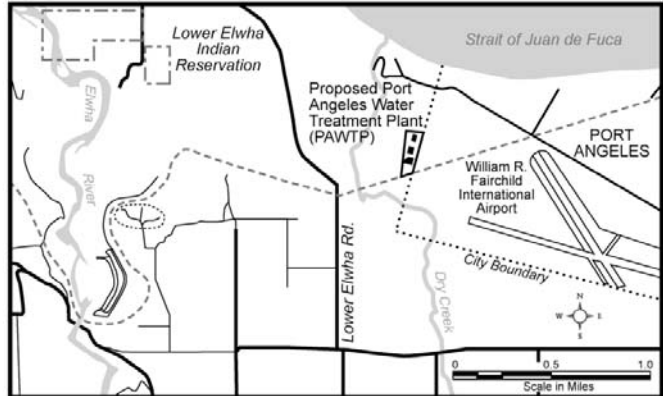 Lower Elwha
Indian
Reservation
Strait of Juan de Fuca
Elwha
River
Proposed Port
Angeles Water
Treatment Plant
(PAWTP)
PORT
ANGELES
William R.
Fairchild
International
Airport
Lower Elwha Rd.
City Boundary
Dry Creek
N
W E
S
0 0.5 1.0
Scale in Miles